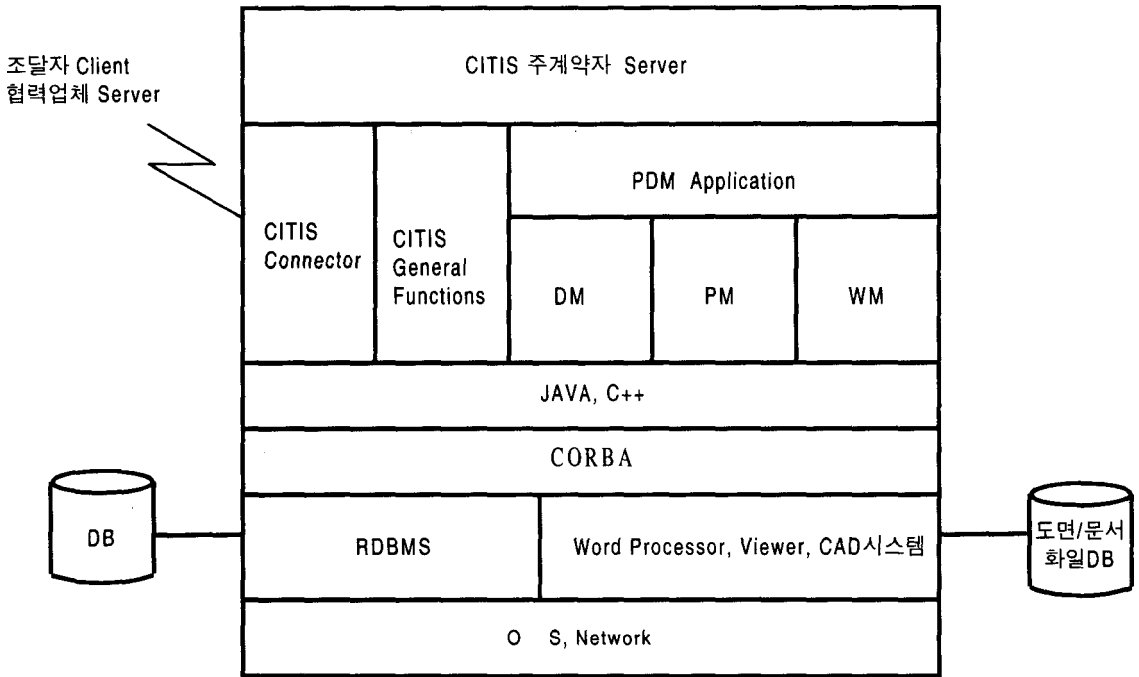 CITIS 주계약자 Server
조달자 Client
협력업체 Server
PDM Application
CITIS
Connector
CITIS
General
Functions
DM
PM
WM
JAVA, C++
CORBA
DB
RDBMS
Word Processor, Viewer, CAD시스템
도면/문서
화일DB
O S, Network